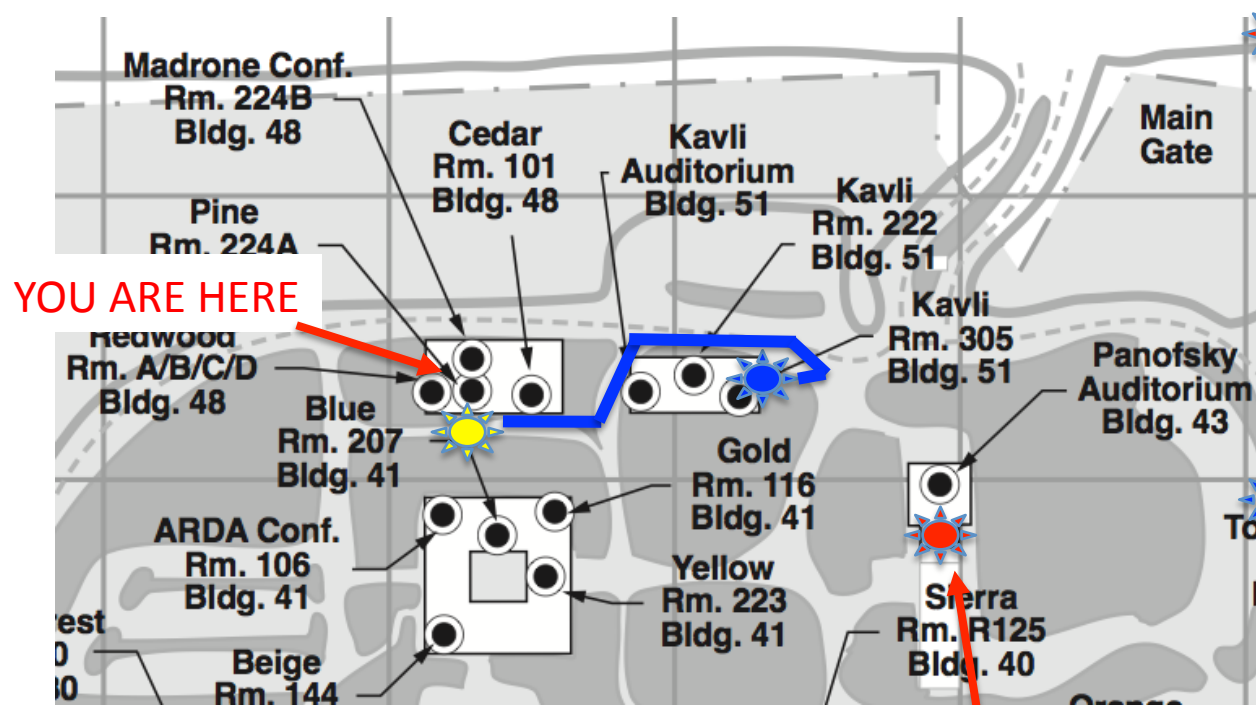 Madrone Conf.
Rm. 224B
Bldg. 48
Cedar
Rm. 101
Bldg. 48
Kavli
Auditorium
Bldg. 51
Main
Gate
Kavli
Rm. 222
Bldg. 51
Pine
Rm. 224A
YOU ARE HERE
Redwood
Rm. A/B/C/D
Bldg. 48
Kavli
Rm. 305
Bldg. 51
Panofsky
Auditorium
Bldg. 43
Blue
Rm. 207
Bldg. 41
Gold
Rm. 116
Bldg. 41
ARDA Conf.
Rm. 106
Bldg. 41
Yellow
Rm. 223
Bldg. 41
Sierra
Rm. R125
Bldg. 40
Beige
Rm. 144
Orange